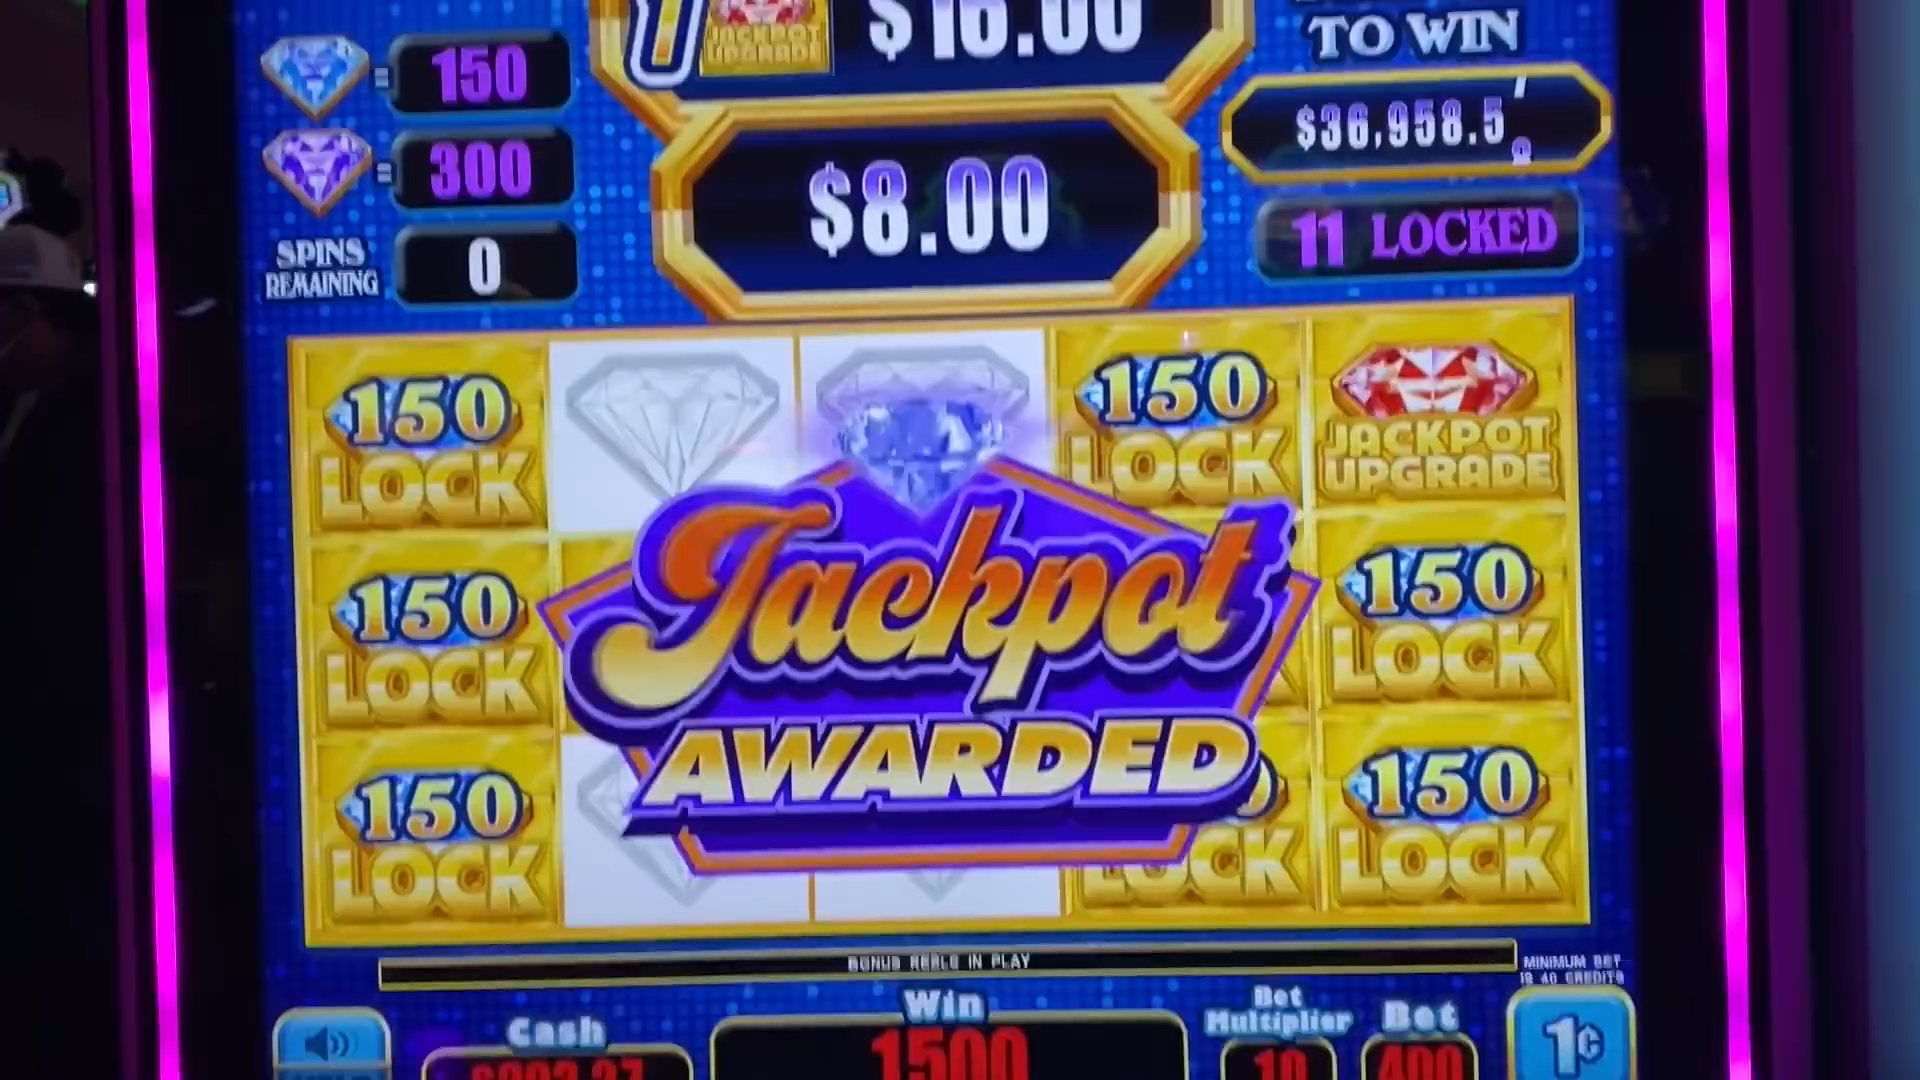 150
300
SPINS
REMAINING
0
1
JACKPOT
UPGRADE
$16.00
$8.00
TO WIN
$36,958.5
11 LOCKED
150
LOCK
150
LOCK
JACKPOT
UPGRADE
150
LOCK
150
LOCK
150
LOCK
LOCK
150
LOCK
Jackpot
AWARDED
BONUS REELS IN PLAY
MINIMUM BET
IS 40 CREDITS
Cash
Win
1500
Bet
Multiplier
10
Bet
400
1¢